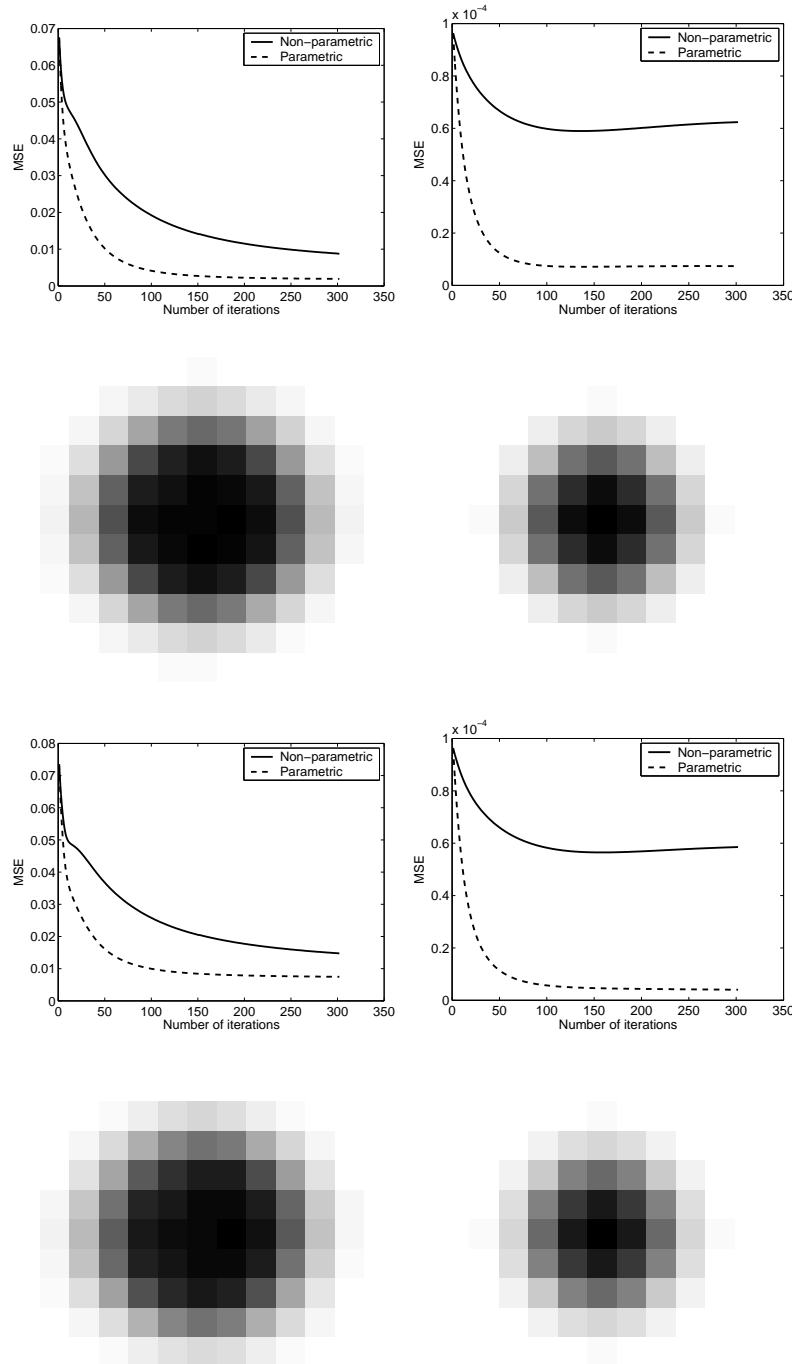 0.07
0.06
0.05
0.04
0.03
0.02
0.01
0
MSE
Non−parametric
Parametric
0 50 100 150 200 250 300 350
Number of iterations
x 10−4
1
0.8
0.6
0.4
0.2
0
MSE
Non−parametric
Parametric
0 50 100 150 200 250 300 350
Number of iterations
0.08
0.07
0.06
0.05
0.04
0.03
0.02
0.01
0
MSE
Non−parametric
Parametric
0 50 100 150 200 250 300 350
Number of iterations
x 10−4
1
0.8
0.6
0.4
0.2
0
MSE
Non−parametric
Parametric
0 50 100 150 200 250 300 350
Number of iterations